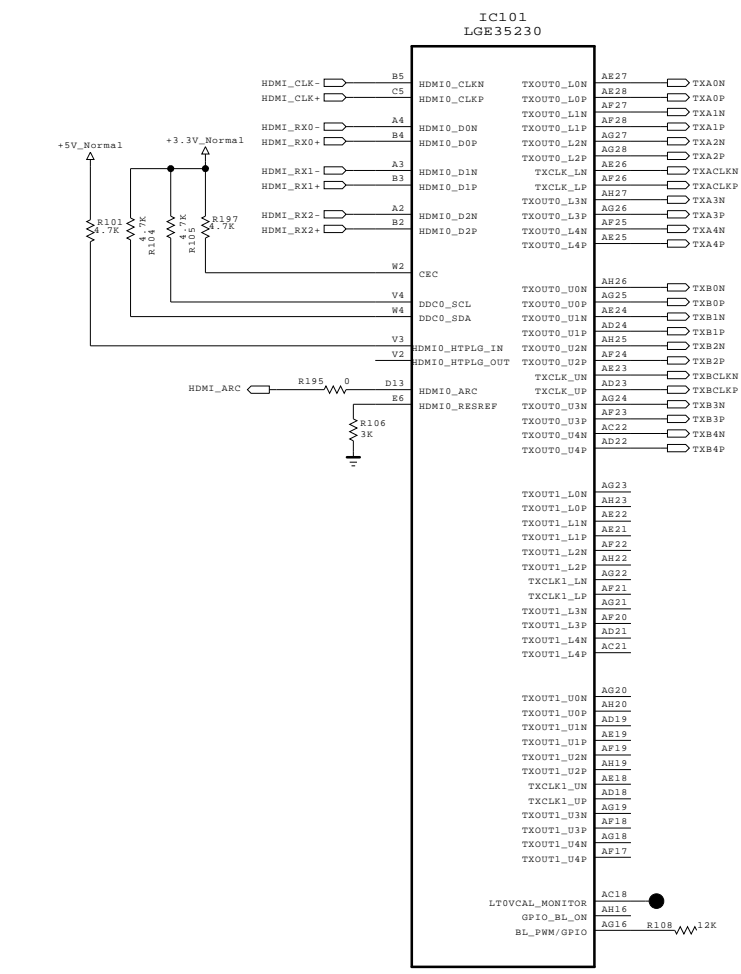 IC101
LGE35230
HDMI_CLK- B5 HDMI0_CLKN
HDMI_CLK+ C5 HDMI0_CLKP
HDMI_RX0- A4 HDMI0_D0N
HDMI_RX0+ B4 HDMI0_D0P
HDMI_RX1- A3 HDMI0_D1N
HDMI_RX1+ B3 HDMI0_D1P
HDMI_RX2- A2 HDMI0_D2N
HDMI_RX2+ B2 HDMI0_D2P
+5V_Normal
+3.3V_Normal
R101
4.7K
4.7K
R104
4.7K
R105
R197
4.7K
W2 CEC
V4 DDC0_SCL
W4 DDC0_SDA
V3 HDMI0_HTPLG_IN
V2 HDMI0_HTPLG_OUT
HDMI_ARC R195 0 D13 HDMI0_ARC
E6 HDMI0_RESREF
R106
3K
TXOUT0_L0N AE27 TXA0N
TXOUT0_L0P AE28 TXA0P
TXOUT0_L1N AF27 TXA1N
TXOUT0_L1P AF28 TXA1P
TXOUT0_L2N AG27 TXA2N
TXOUT0_L2P AG28 TXA2P
TXCLK_LN AE26 TXACLKN
TXCLK_LP AF26 TXACLKP
TXOUT0_L3N AH27 TXA3N
TXOUT0_L3P AG26 TXA3P
TXOUT0_L4N AF25 TXA4N
TXOUT0_L4P AE25 TXA4P
TXOUT0_U0N AH26 TXB0N
TXOUT0_U0P AG25 TXB0P
TXOUT0_U1N AE24 TXB1N
TXOUT0_U1P AD24 TXB1P
TXOUT0_U2N AH25 TXB2N
TXOUT0_U2P AF24 TXB2P
TXCLK_UN AE23 TXBCLKN
TXCLK_UP AD23 TXBCLKP
TXOUT0_U3N AG24 TXB3N
TXOUT0_U3P AF23 TXB3P
TXOUT0_U4N AC22 TXB4N
TXOUT0_U4P AD22 TXB4P
TXOUT1_L0N AG23
TXOUT1_L0P AH23
TXOUT1_L1N AE22
TXOUT1_L1P AE21
TXOUT1_L2N AF22
TXOUT1_L2P AH22
TXCLK1_LN AG22
TXCLK1_LP AF21
TXOUT1_L3N AG21
TXOUT1_L3P AF20
TXOUT1_L4N AD21
TXOUT1_L4P AC21
TXOUT1_U0N AG20
TXOUT1_U0P AH20
TXOUT1_U1N AD19
TXOUT1_U1P AE19
TXOUT1_U2N AF19
TXOUT1_U2P AH19
TXCLK1_UN AE18
TXCLK1_UP AD18
TXOUT1_U3N AG19
TXOUT1_U3P AF18
TXOUT1_U4N AG18
TXOUT1_U4P AF17
LT0VCAL_MONITOR AC18
GPIO_BL_ON AH16
BL_PWM/GPIO AG16 R108 12K